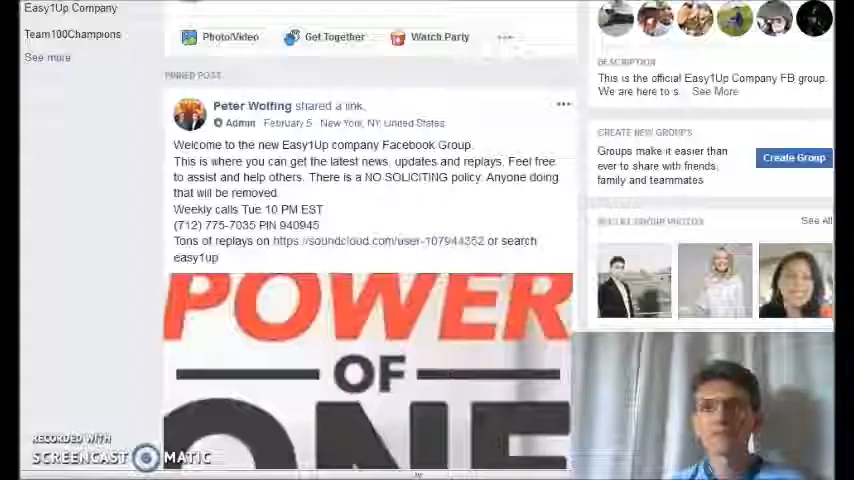 Easy1Up Company
Team100Champions
See more
Photo/Video
Get Together
Watch Party
PINNED POST
Peter Wolfing shared a link.
Admin · February 5 · New York, NY, United States
Welcome to the new Easy1Up company Facebook Group.
This is where you can get the latest news, updates and replays. Feel free
to assist and help others. There is a NO SOLICITING policy. Anyone doing
that will be removed.
Weekly calls Tue 10 PM EST
(712) 775-7035 PIN 940945
Tons of replays on https://soundcloud.com/user-107944352 or search
easy1up
POWER
OF
ONE
DESCRIPTION
This is the official Easy1Up Company FB group.
We are here to s... See More
CREATE NEW GROUPS
Groups make it easier than
ever to share with friends,
family and teammates.
Create Group
RECENT GROUP PHOTOS
See All
RECORDED WITH
SCREENCAST MATIC